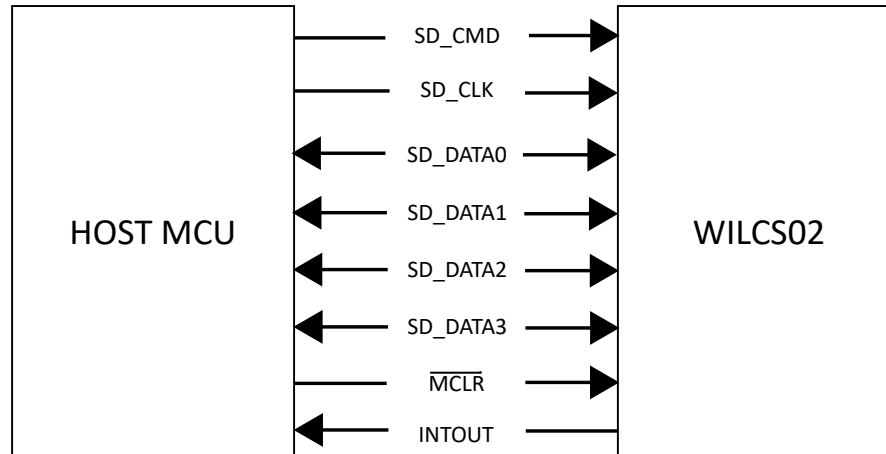 SD_CMD
SD_CLK
SD_DATA0
SD_DATA1
HOST MCU
WILCS02
SD_DATA2
SD_DATA3
MCLR
INTOUT